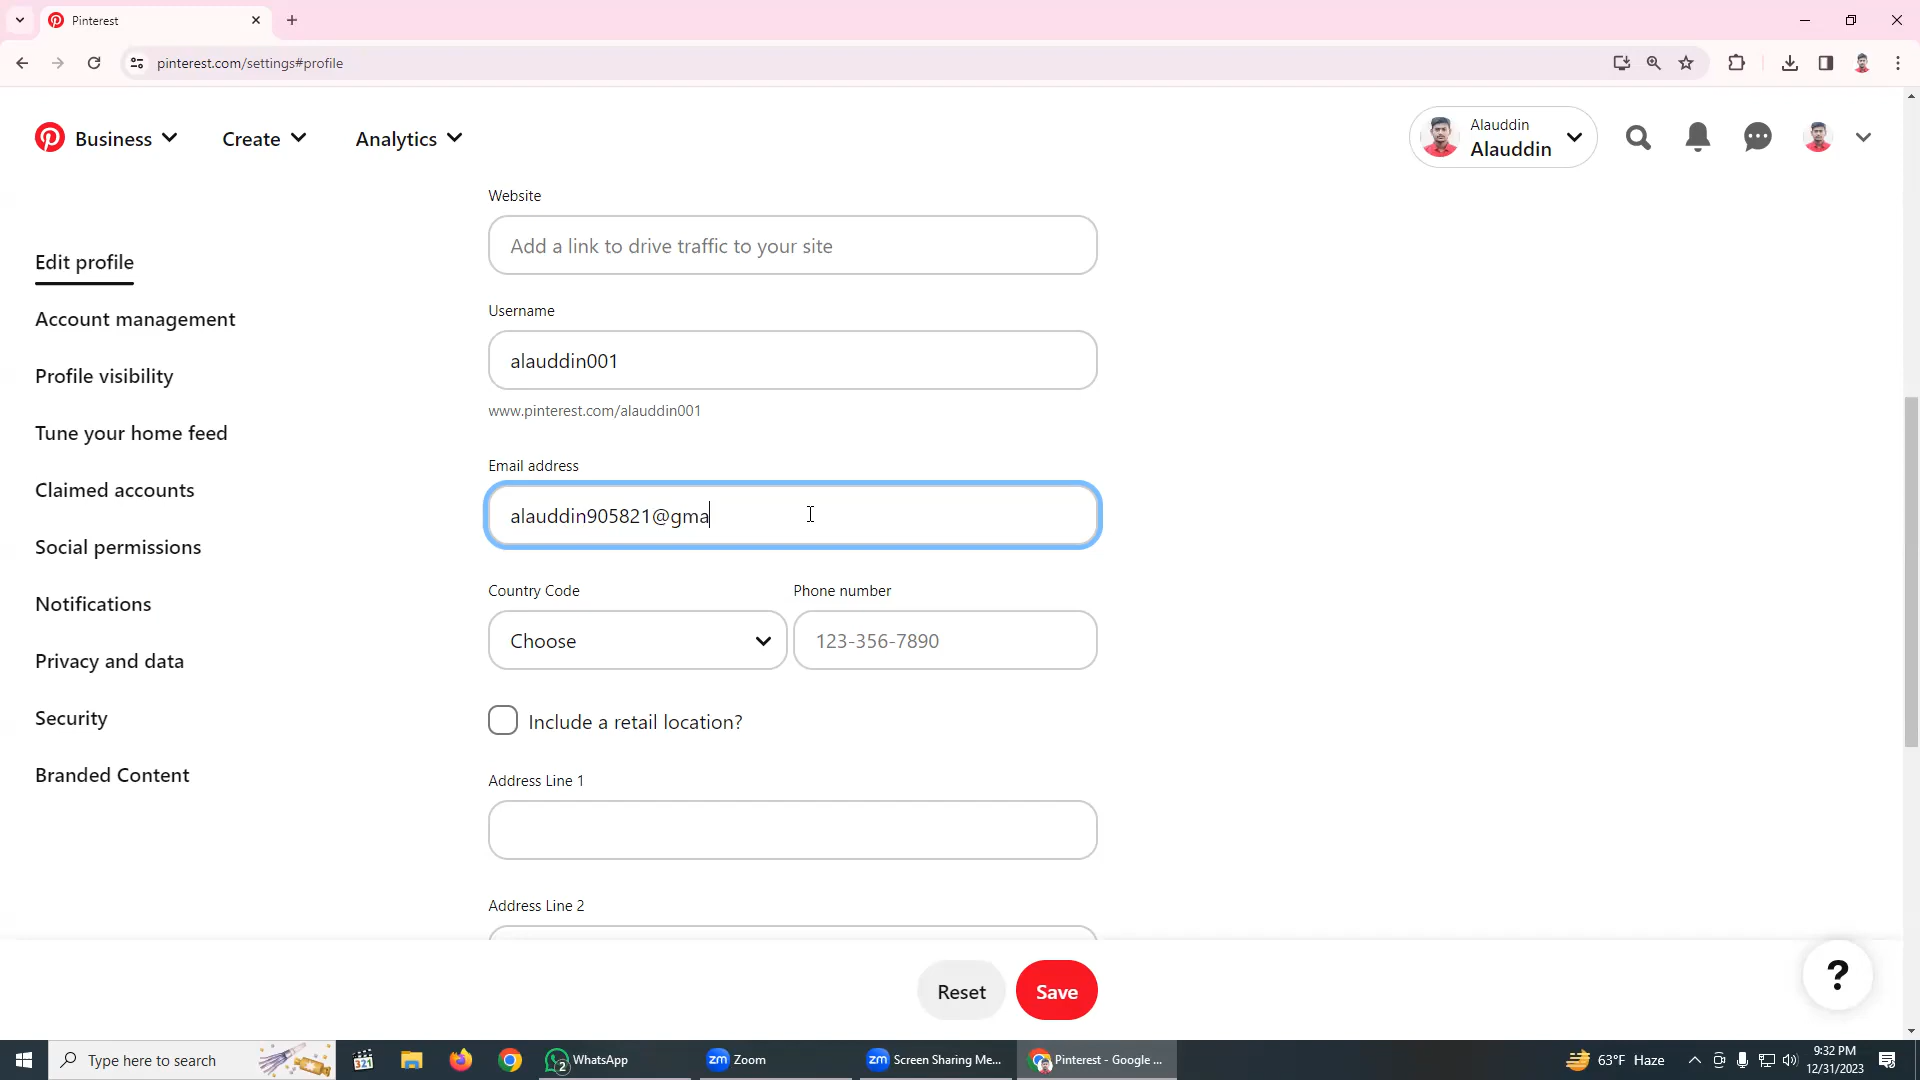 Pinterest
pinterest.com/settings#profile
Business
Create
Analytics
Alauddin
Alauddin
Edit profile
Account management
Profile visibility
Tune your home feed
Claimed accounts
Social permissions
Notifications
Privacy and data
Security
Branded Content
Website
Add a link to drive traffic to your site
Username
alauddin001
www.pinterest.com/alauddin001
Email address
alauddin905821@gma
Country Code
Phone number
Choose
123-356-7890
Include a retail location?
Address Line 1
Address Line 2
Reset
Save
?
Type here to search
321
2
WhatsApp
zm
Zoom
zm
Screen Sharing Me...
Pinterest - Google ...
63°F Haze
9:32 PM
12/31/2023